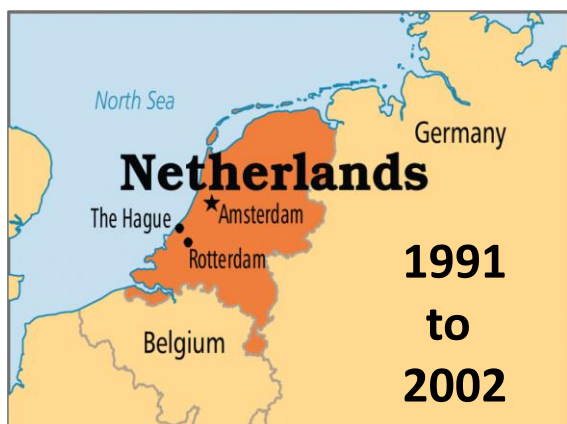 North Sea
Germany
Netherlands
The Hague
Amsterdam
Rotterdam
Belgium
1991
to
2002